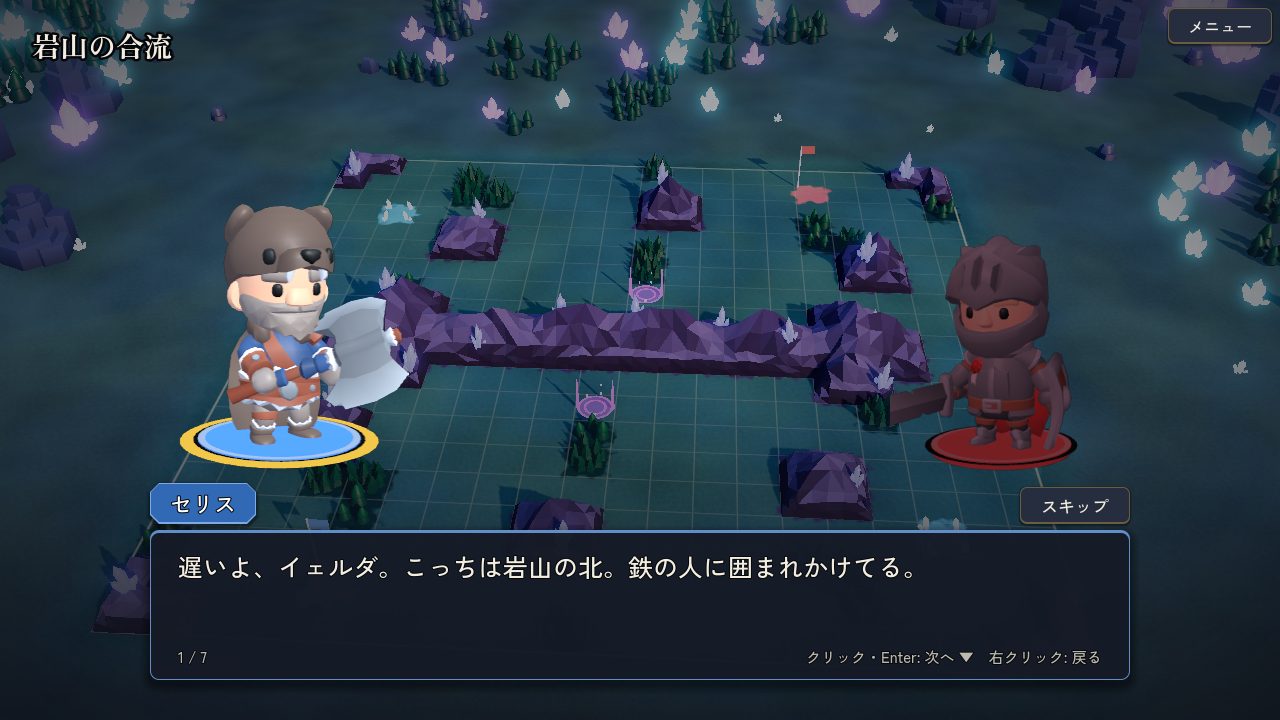 岩山の合流
メニュー
セリス
スキップ
遅いよ、イェルダ。こっちは岩山の北。鉄の人に囲まれかけてる。
1 / 7
クリック・Enter: 次へ ▼ 右クリック: 戻る